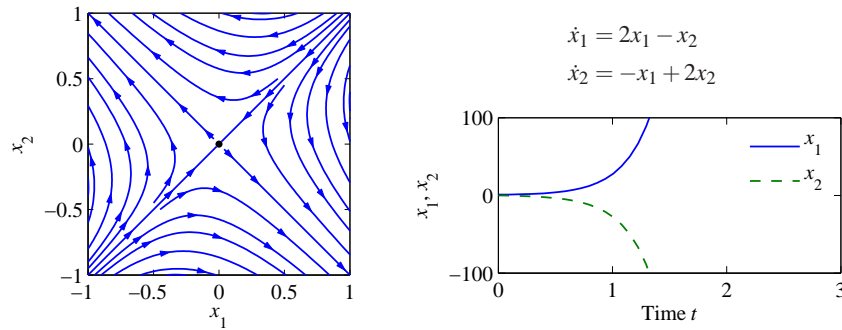 1
0.5
0
−0.5
−1
x₂
−1 −0.5 0 0.5 1
x₁
ẋ₁ = 2x₁ − x₂
ẋ₂ = −x₁ + 2x₂
100
0
−100
x₁, x₂
x₁
x₂
0 1 2 3
Time t